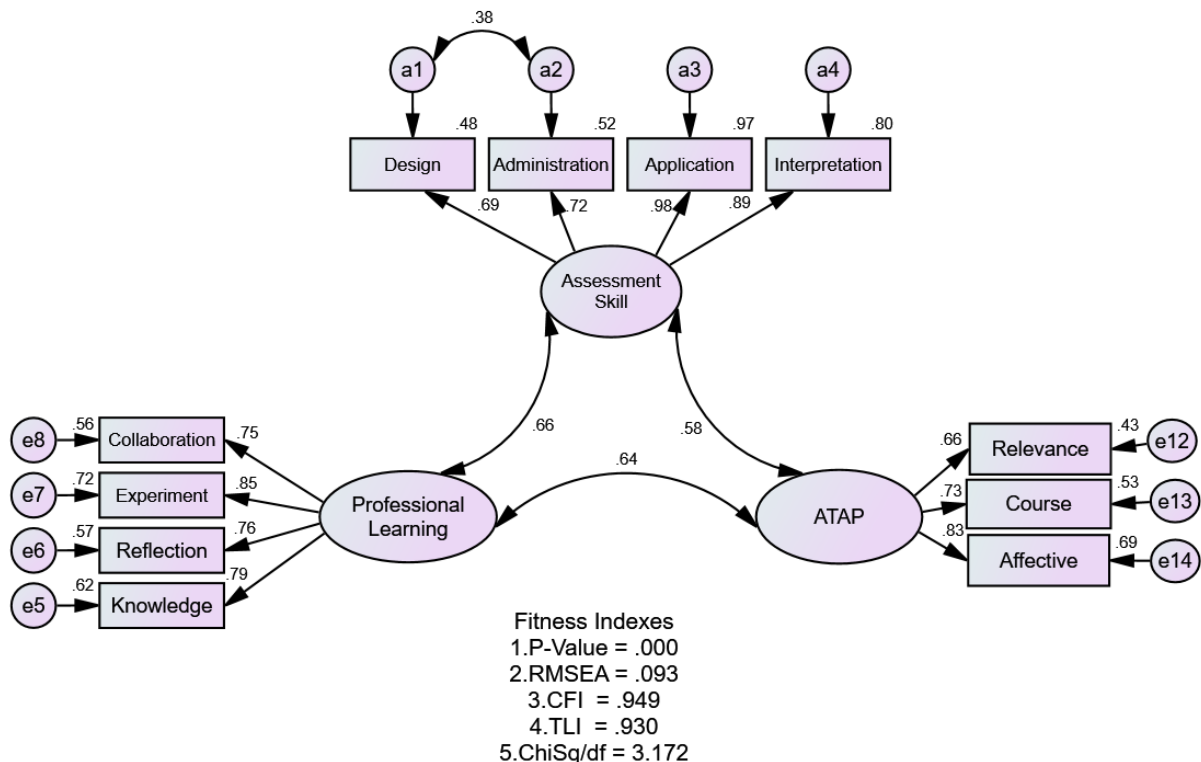 .38
a1 a2 a3 a4
.48 .52 .97 .80
Design Administration Application Interpretation
.69 .72 .98 .89
Assessment
Skill
.66 .58
.64
e8 .56 Collaboration .75
e7 .72 Experiment .85
e6 .57 Reflection .76
e5 .62 Knowledge .79
Professional
Learning
ATAP
.66 Relevance .43 e12
.73 Course .53 e13
.83 Affective .69 e14
Fitness Indexes
1.P-Value = .000
2.RMSEA = .093
3.CFI = .949
4.TLI = .930
5.ChiSq/df = 3.172